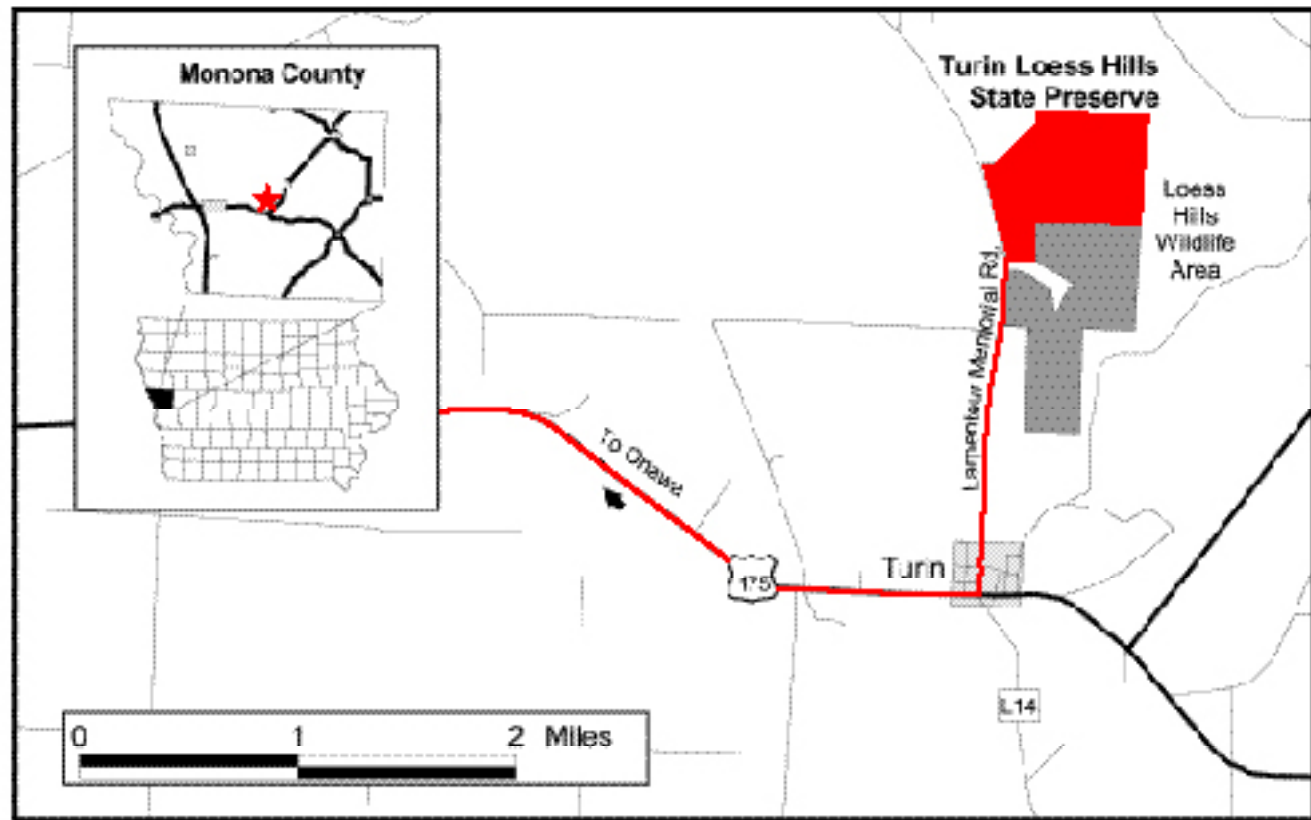 Monona County
Turin Loess Hills
State Preserve
Loess
Hills
Wildlife
Area
Larpenteur Memorial Rd.
To Onawa
175
Turin
L14
0 1 2 Miles